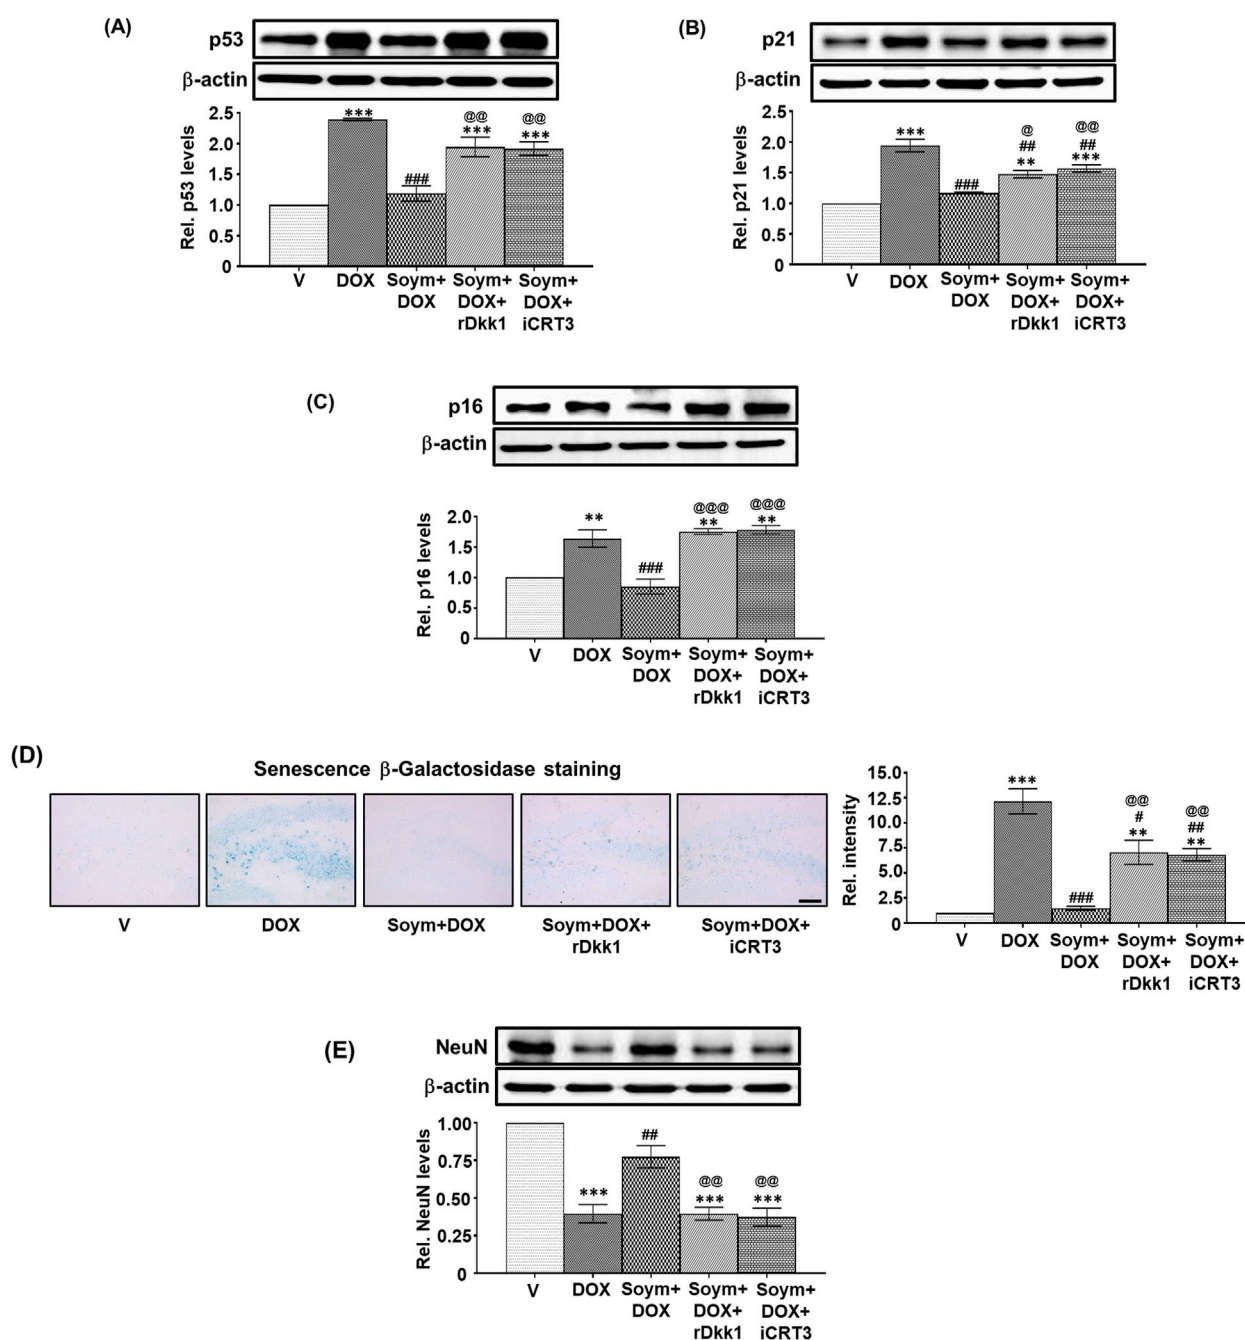 (A)
p53
β-actin
Rel. p53 levels
2.5
2.0
1.5
1.0
0.5
0
***
###
@@
***
@@
***
V
DOX
Soym+
DOX
Soym+
DOX+
rDkk1
Soym+
DOX+
iCRT3
(B)
p21
β-actin
Rel. p21 levels
2.5
2.0
1.5
1.0
0.5
0
***
###
@
##
**
@@
##
***
V
DOX
Soym+
DOX
Soym+
DOX+
rDkk1
Soym+
DOX+
iCRT3
(C)
p16
β-actin
Rel. p16 levels
2.0
1.5
1.0
0.5
0
**
###
@@@
**
@@@
**
V
DOX
Soym+
DOX
Soym+
DOX+
rDkk1
Soym+
DOX+
iCRT3
(D)
Senescence β-Galactosidase staining
V
DOX
Soym+DOX
Soym+DOX+
rDkk1
Soym+DOX+
iCRT3
Rel. intensity
15.0
12.5
10.0
7.5
5.0
2.5
0
***
###
@@
#
**
@@
##
**
V
DOX
Soym+
DOX
Soym+
DOX+
rDkk1
Soym+
DOX+
iCRT3
(E)
NeuN
β-actin
Rel. NeuN levels
1.00
0.75
0.50
0.25
0
***
##
@@
***
@@
***
V
DOX
Soym+
DOX
Soym+
DOX+
rDkk1
Soym+
DOX+
iCRT3